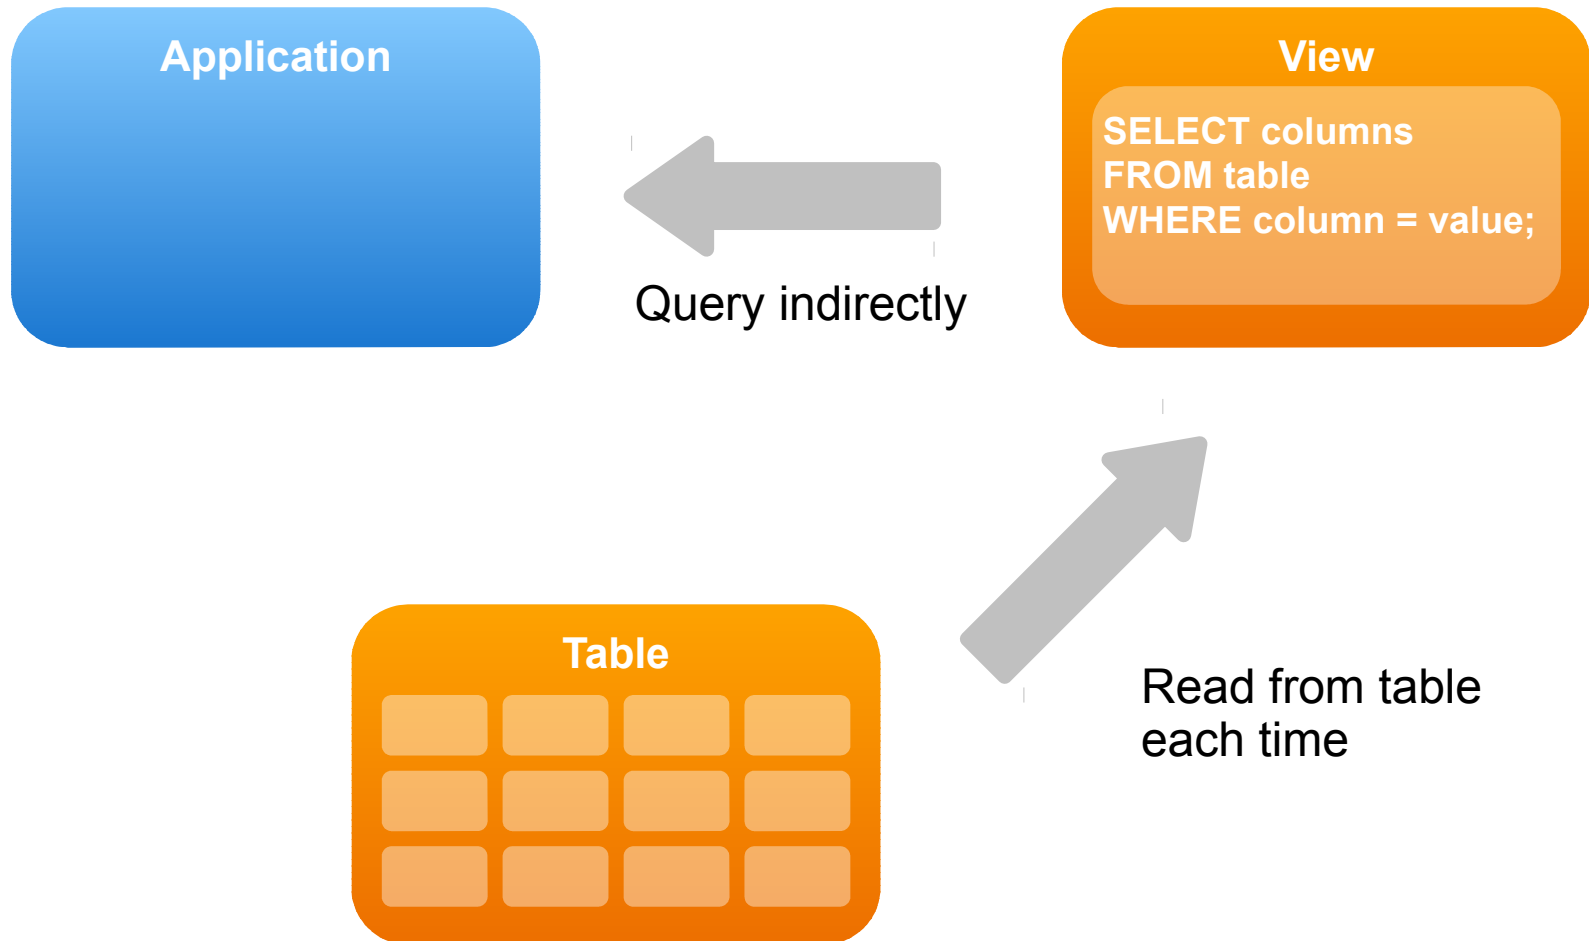 Application
View
SELECT columns
FROM table
WHERE column = value;
Query indirectly
Table
Read from table
each time